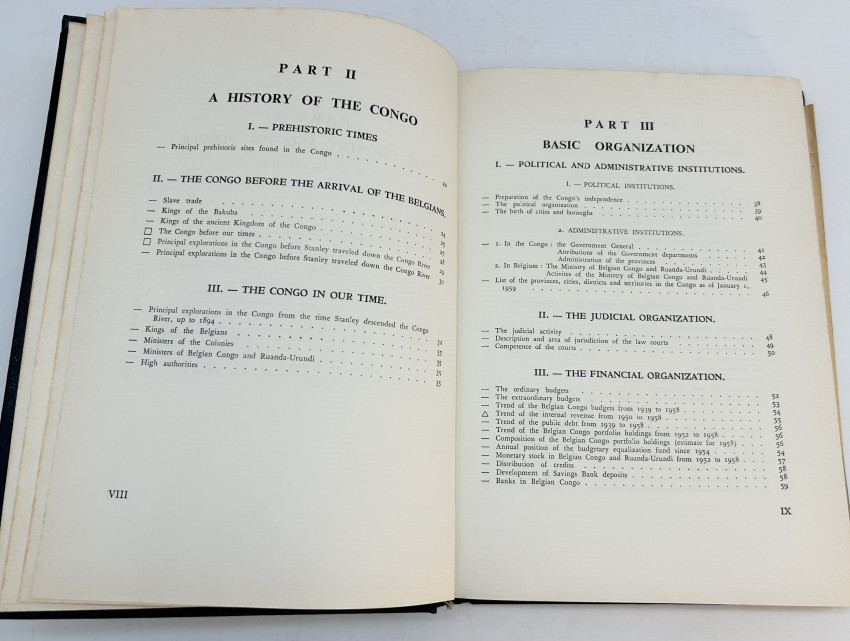 PART II
A HISTORY OF THE CONGO
I. — PREHISTORIC TIMES
— Principal prehistoric sites found in the Congo . . . . . . . . . .
II. — THE CONGO BEFORE THE ARRIVAL OF THE BELGIANS.
— Slave trade . . . . . . . . . . 24
— Kings of the Bakuba . . . . . . . . . . 25
— Kings of the ancient Kingdom of the Congo . . . . . . . . . . 27
□ The Congo before our times . . . . . . . . . . 28
□ Principal explorations in the Congo before Stanley traveled down the Congo River 29
— Principal explorations in the Congo before Stanley traveled down the Congo River 30
III. — THE CONGO IN OUR TIME.
— Principal explorations in the Congo from the time Stanley descended the Congo
River, up to 1894 . . . . . . . . . . 32
— Kings of the Belgians . . . . . . . . . . 35
— Ministers of the Colonies . . . . . . . . . . 35
— Ministers of Belgian Congo and Ruanda-Urundi . . . . . . . . . . 35
— High authorities . . . . . . . . . . 35
VIII
PART III
BASIC ORGANIZATION
I. — POLITICAL AND ADMINISTRATIVE INSTITUTIONS.
1. — POLITICAL INSTITUTIONS.
— Preparation of the Congo's independence . . . . . . . . . . 38
— The political organization . . . . . . . . . . 39
— The birth of cities and boroughs . . . . . . . . . . 40
2. ADMINISTRATIVE INSTITUTIONS.
— 1. In the Congo : the Government General . . . . . . . . . . 41
Attributions of the Government departments . . . . . 42
Administration of the provinces . . . . . . . . 43
2. In Belgium : The Ministry of Belgian Congo and Ruanda-Urundi . . . . 44
Activites of the Ministry of Belgian Congo and Ruanda-Urundi 45
— List of the provinces, cities, districts and territories in the Congo as of January 1,
1959 . . . . . . . . . . 46
II. — THE JUDICIAL ORGANIZATION.
— The judicial activity . . . . . . . . . . 48
— Description and area of jurisdiction of the law courts . . . . . . . . 49
— Competence of the courts . . . . . . . . . . 50
III. — THE FINANCIAL ORGANIZATION.
— The ordinary budgets . . . . . . . . . . 52
— The extraordinary budgets . . . . . . . . . . 53
— Trend of the Belgian Congo budgets from 1939 to 1958 . . . . . . . 54
△ Trend of the internal revenue from 1950 to 1958 . . . . . . . . 55
— Trend of the public debt from 1939 to 1958 . . . . . . . . . . 56
— Trend of the Belgian Congo portfolio holdings from 1952 to 1958 . . . . 56
— Composition of the Belgian Congo portfolio holdings (estimate for 1958) . . . 56
— Annual position of the budgetary equalization fund since 1954 . . . . . 54
— Monetary stock in Belgian Congo and Ruanda-Urundi from 1952 to 1958 . . . 57
— Distribution of credits . . . . . . . . . . 58
— Development of Savings Bank deposits . . . . . . . . . . 58
— Banks in Belgian Congo . . . . . . . . . . 59
IX